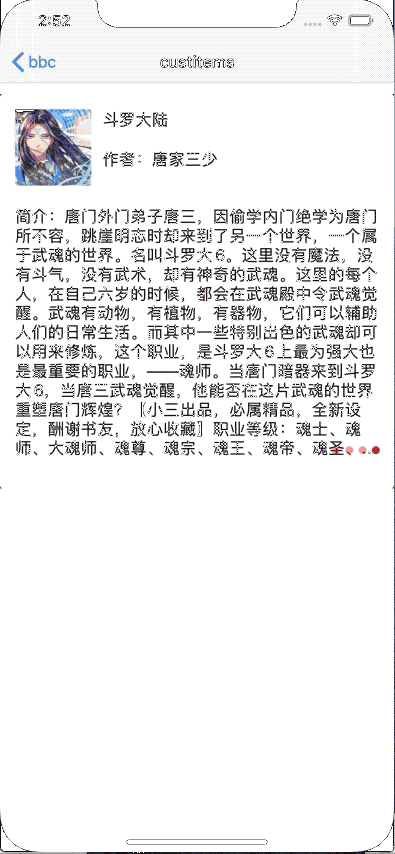 2:52
bbc
custitems
斗罗大陆
作者：唐家三少
简介：唐门外门弟子唐三，因偷学内门绝学为唐门
所不容，跳崖明志时却来到了另一个世界，一个属
于武魂的世界。名叫斗罗大6。这里没有魔法，没
有斗气，没有武术，却有神奇的武魂。这里的每个
人，在自己六岁的时候，都会在武魂殿中令武魂觉
醒。武魂有动物，有植物，有器物，它们可以辅助
人们的日常生活。而其中一些特别出色的武魂却可
以用来修炼，这个职业，是斗罗大6上最为强大也
是最重要的职业，——魂师。当唐门暗器来到斗罗
大6，当唐三武魂觉醒，他能否在这片武魂的世界
重塑唐门辉煌？〖小三出品，必属精品，全新设
定，酬谢书友，放心收藏〗职业等级：魂士、魂
师、大魂师、魂尊、魂宗、魂王、魂帝、魂圣、...